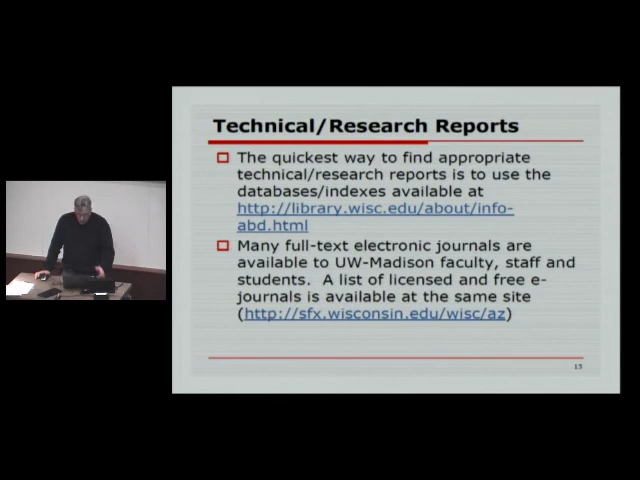 Technical/Research Reports
The quickest way to find appropriate
technical/research reports is to use the
databases/indexes available at
http://library.wisc.edu/about/info-
abd.html
Many full-text electronic journals are
available to UW-Madison faculty, staff and
students.  A list of licensed and free e-
journals is available at the same site
(http://sfx.wisconsin.edu/wisc/az)
13